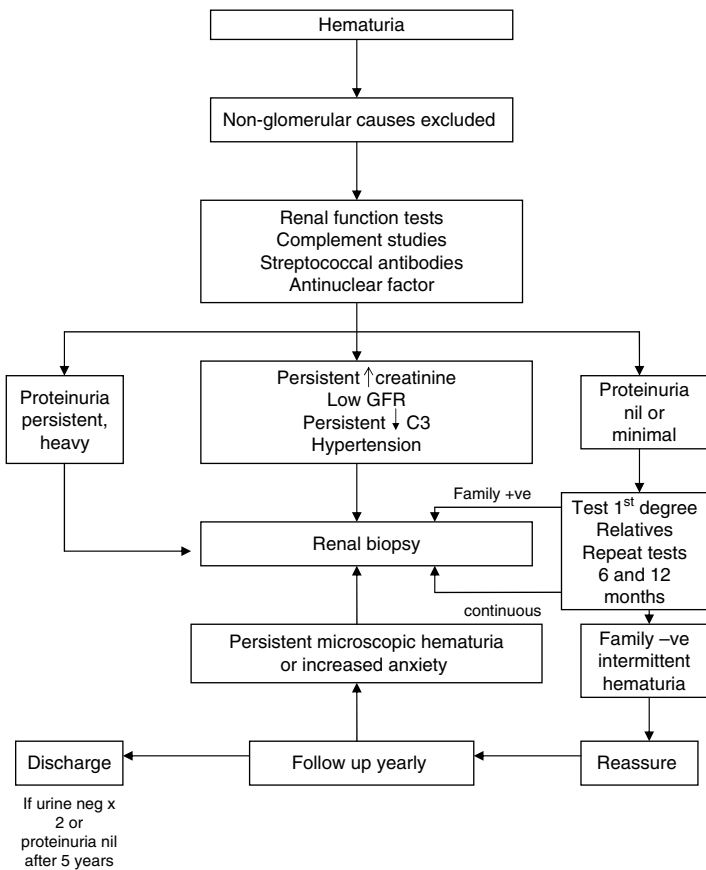 Hematuria
Non-glomerular causes excluded
Renal function tests
Complement studies
Streptococcal antibodies
Antinuclear factor
Proteinuria
persistent,
heavy
Persistent ↑ creatinine
Low GFR
Persistent ↓ C3
Hypertension
Proteinuria
nil or
minimal
Family +ve
Test 1st degree
Relatives
Repeat tests
6 and 12
months
Renal biopsy
continuous
Persistent microscopic hematuria
or increased anxiety
Family –ve
intermittent
hematuria
Discharge
Follow up yearly
Reassure
If urine neg x
2 or
proteinuria nil
after 5 years